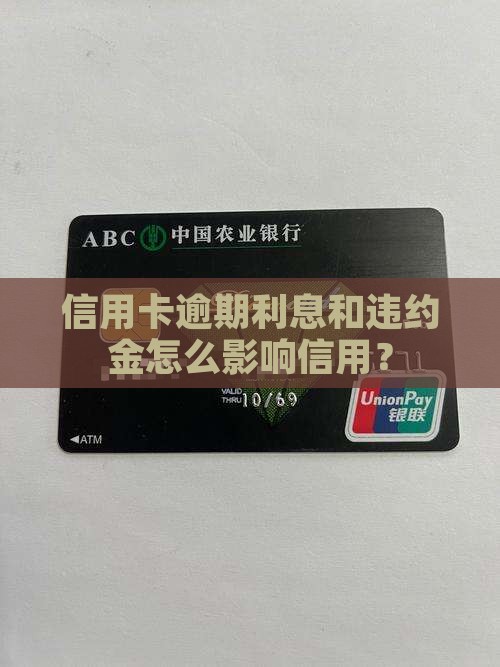 ABC 中国农业银行
信用卡逾期利息和违约
金怎么影响信用？
VALID
THRU 10/69
UnionPay
银联
◀ATM